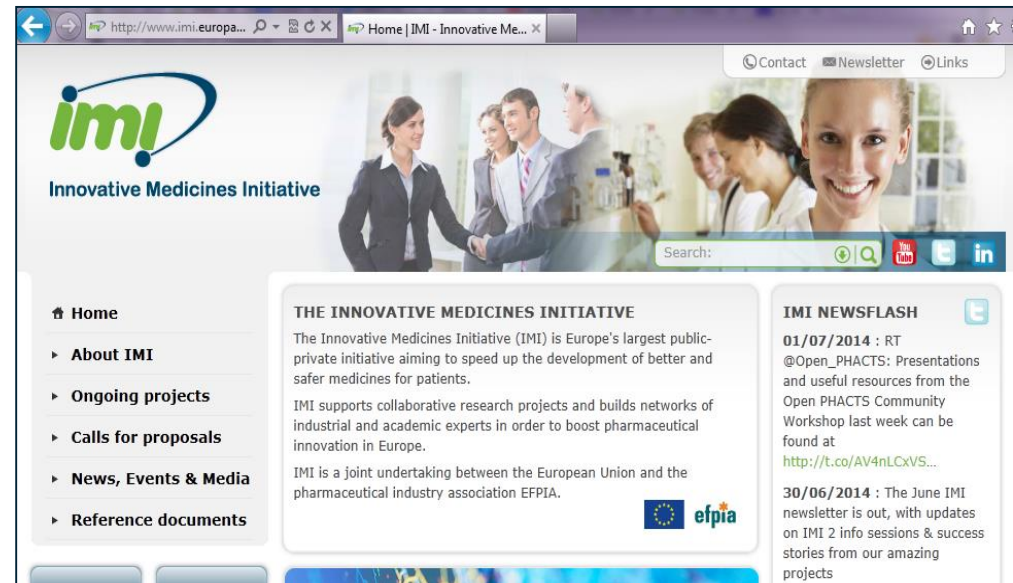 http://www.imi.europa...
Home | IMI - Innovative Me...
Contact Newsletter Links
imi
Innovative Medicines Initiative
Search:
You Tube
in
Home
About IMI
Ongoing projects
Calls for proposals
News, Events & Media
Reference documents
THE INNOVATIVE MEDICINES INITIATIVE
The Innovative Medicines Initiative (IMI) is Europe's largest public-
private initiative aiming to speed up the development of better and
safer medicines for patients.
IMI supports collaborative research projects and builds networks of
industrial and academic experts in order to boost pharmaceutical
innovation in Europe.
IMI is a joint undertaking between the European Union and the
pharmaceutical industry association EFPIA.
efpia
IMI NEWSFLASH
01/07/2014 : RT
@Open_PHACTS: Presentations
and useful resources from the
Open PHACTS Community
Workshop last week can be
found at
http://t.co/AV4nLCxVS...
30/06/2014 : The June IMI
newsletter is out, with updates
on IMI 2 info sessions & success
stories from our amazing
projects